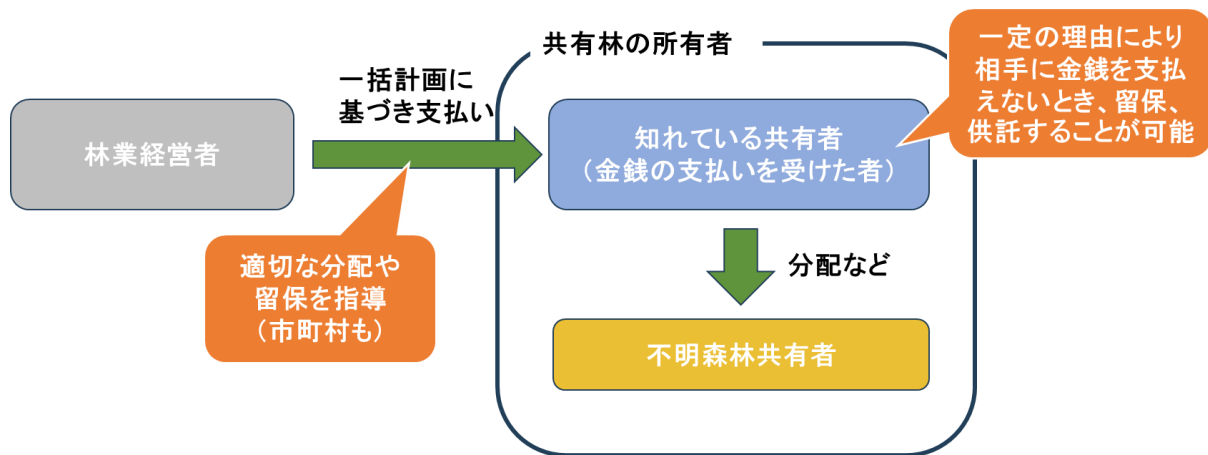 共有林の所有者
一定の理由により
相手に金銭を支払
えないとき、留保、
供託することが可能
一括計画に
基づき支払い
林業経営者
知れている共有者
（金銭の支払いを受けた者）
適切な分配や
留保を指導
（市町村も）
分配など
不明森林共有者